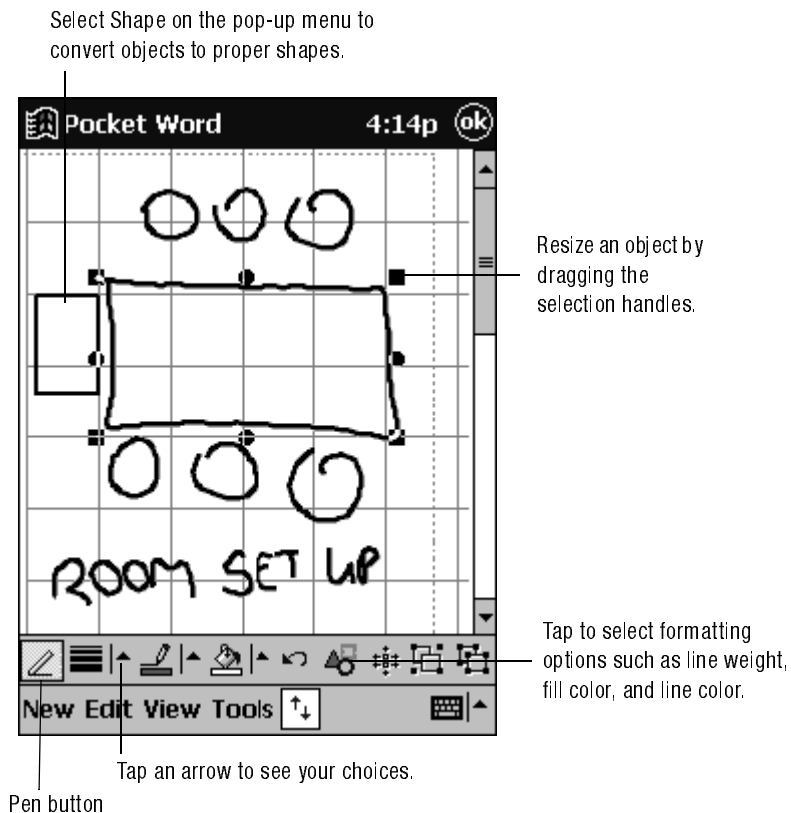 Select Shape on the pop-up menu to
convert objects to proper shapes.
Pocket Word 4:14p ok
Resize an object by
dragging the
selection handles.
ROOM SET UP
Tap to select formatting
options such as line weight,
fill color, and line color.
New Edit View Tools
Tap an arrow to see your choices.
Pen button